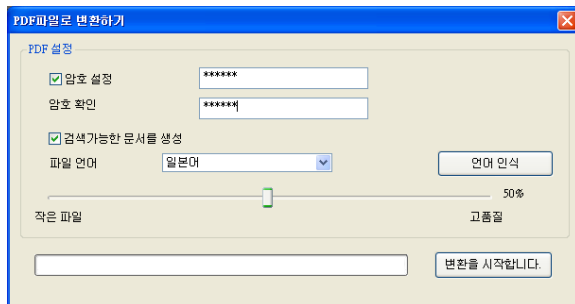 PDF파일로 변환하기
PDF 설정
암호 설정 ******
암호 확인 ******
검색가능한 문서를 생성
파일 언어 일본어 언어 인식
50%
작은 파일 고품질
변환을 시작합니다.